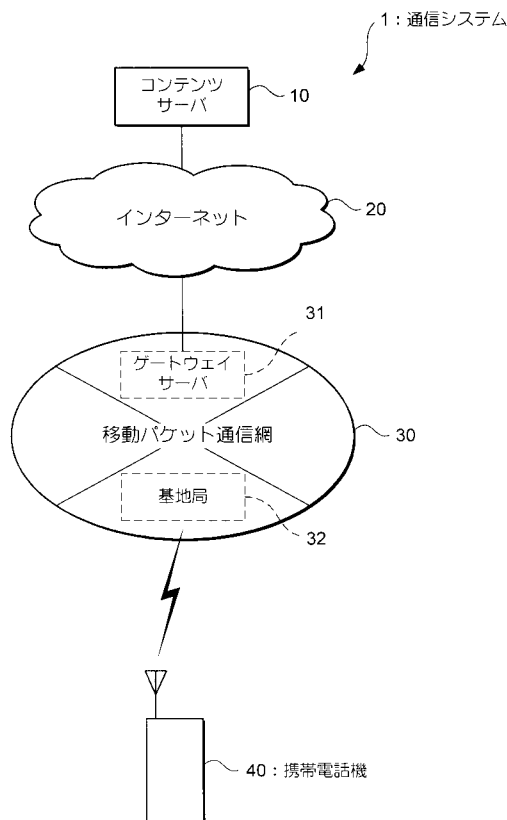 1：通信システム
コンテンツ
サーバ
10
インターネット
20
31
ゲートウェイ
サーバ
移動パケット通信網
30
基地局
32
40：携帯電話機